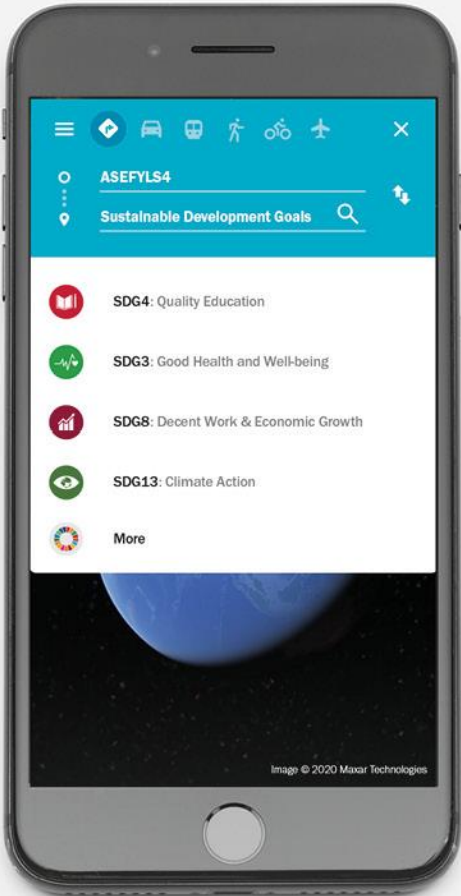 ASEFYLS4
Sustainable Development Goals
SDG4: Quality Education
SDG3: Good Health and Well-being
SDG8: Decent Work & Economic Growth
SDG13: Climate Action
More
Image © 2020 Maxar Technologies